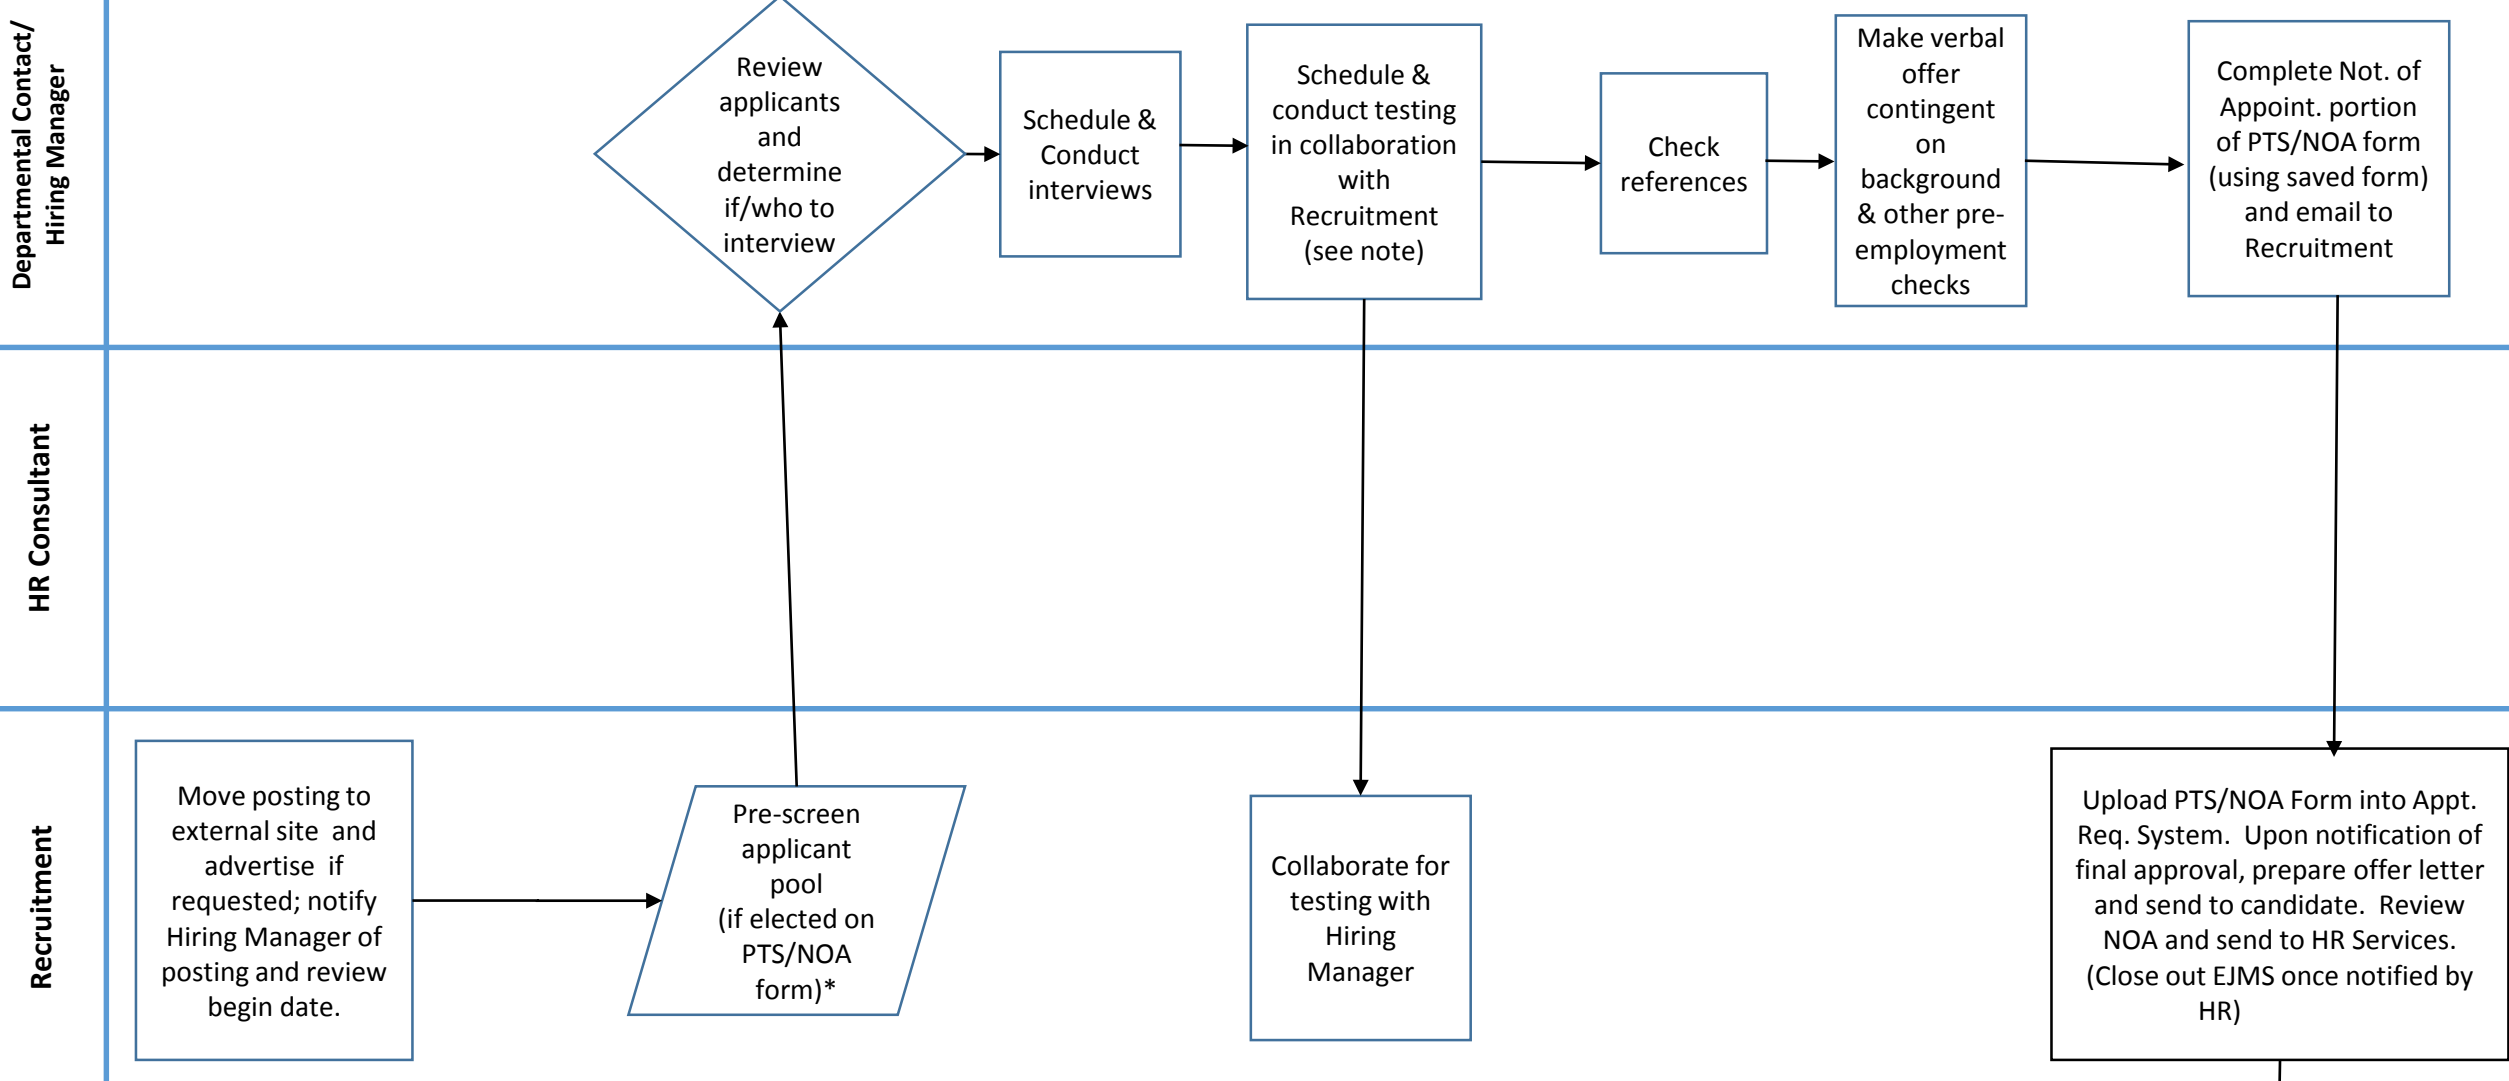 Departmental Contact/
Hiring Manager
Review
applicants
and
determine
if/who to
interview
Schedule &
Conduct
interviews
Schedule &
conduct testing
in collaboration
with
Recruitment
(see note)
Check
references
Make verbal
offer
contingent
on
background
& other pre-
employment
checks
Complete Not. of
Appoint. portion
of PTS/NOA form
(using saved form)
and email to
Recruitment
HR Consultant
Recruitment
Move posting to
external site and
advertise if
requested; notify
Hiring Manager of
posting and review
begin date.
Pre-screen
applicant
pool
(if elected on
PTS/NOA
form)*
Collaborate for
testing with
Hiring
Manager
Upload PTS/NOA Form into Appt.
Req. System. Upon notification of
final approval, prepare offer letter
and send to candidate. Review
NOA and send to HR Services.
(Close out EJMS once notified by
HR)